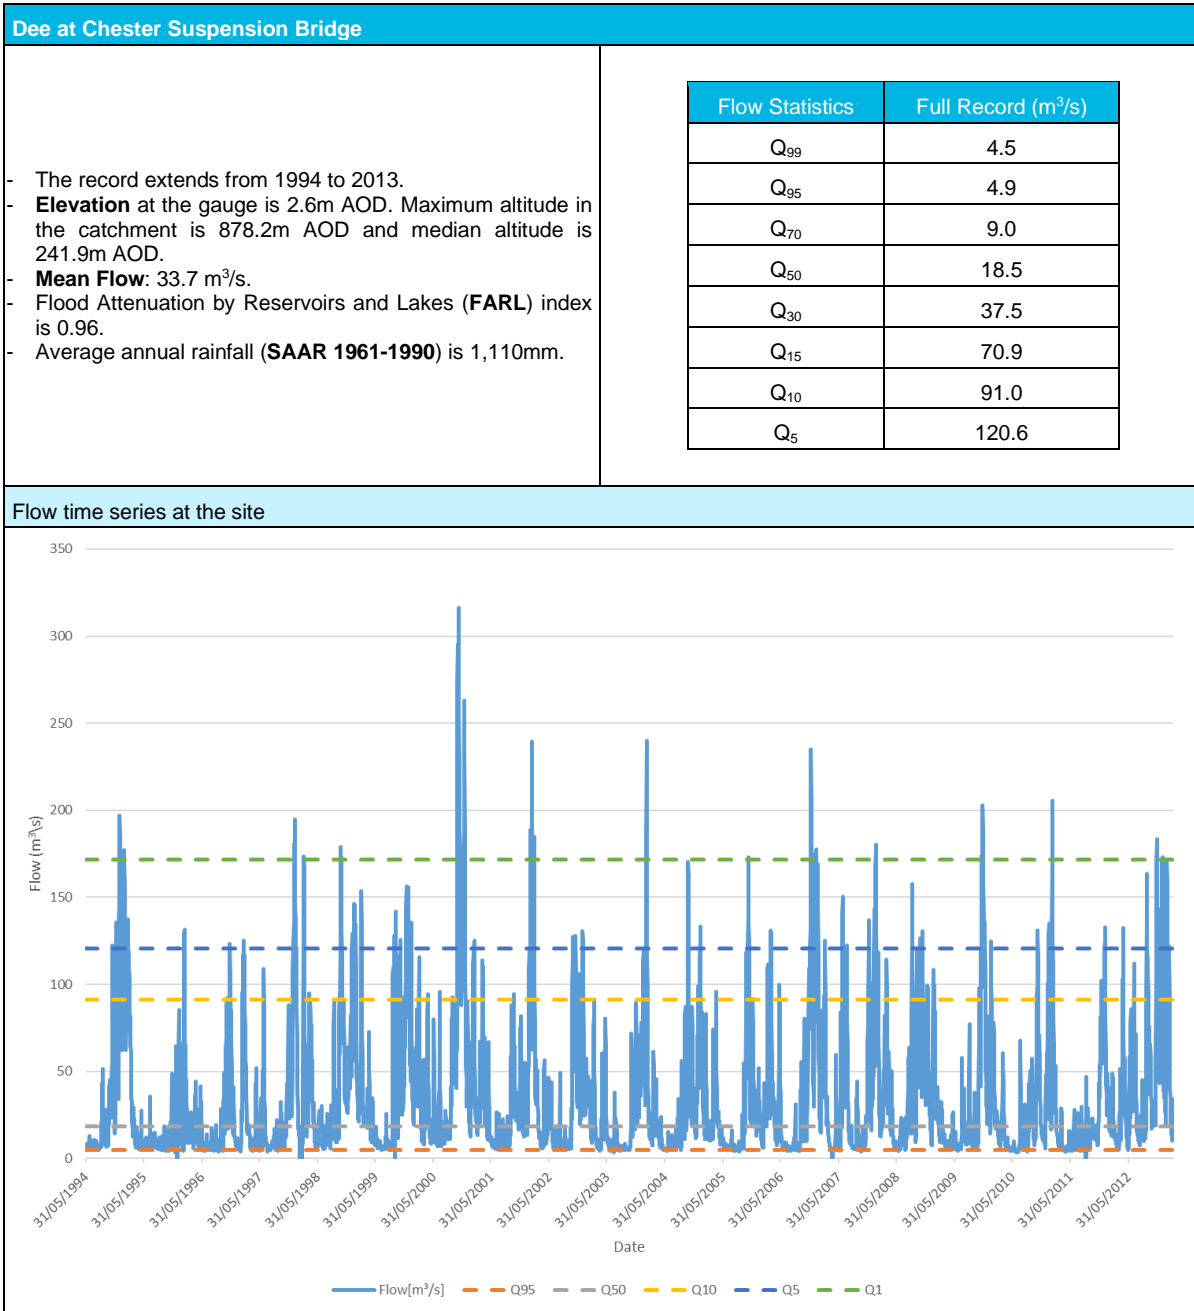 Dee at Chester Suspension Bridge
- The record extends from 1994 to 2013.
- Elevation at the gauge is 2.6m AOD. Maximum altitude in
the catchment is 878.2m AOD and median altitude is
241.9m AOD.
- Mean Flow: 33.7 m³/s.
- Flood Attenuation by Reservoirs and Lakes (FARL) index
is 0.96.
- Average annual rainfall (SAAR 1961-1990) is 1,110mm.
Flow Statistics Full Record (m³/s)
Q99 4.5
Q95 4.9
Q70 9.0
Q50 18.5
Q30 37.5
Q15 70.9
Q10 91.0
Q5 120.6
Flow time series at the site
350
300
250
200
150
100
50
0
Flow (m³\s)
31/05/1994
31/05/1995
31/05/1996
31/05/1997
31/05/1998
31/05/1999
31/05/2000
31/05/2001
31/05/2002
31/05/2003
31/05/2004
31/05/2005
31/05/2006
31/05/2007
31/05/2008
31/05/2009
31/05/2010
31/05/2011
31/05/2012
Date
Flow[m³/s] Q95 Q50 Q10 Q5 Q1